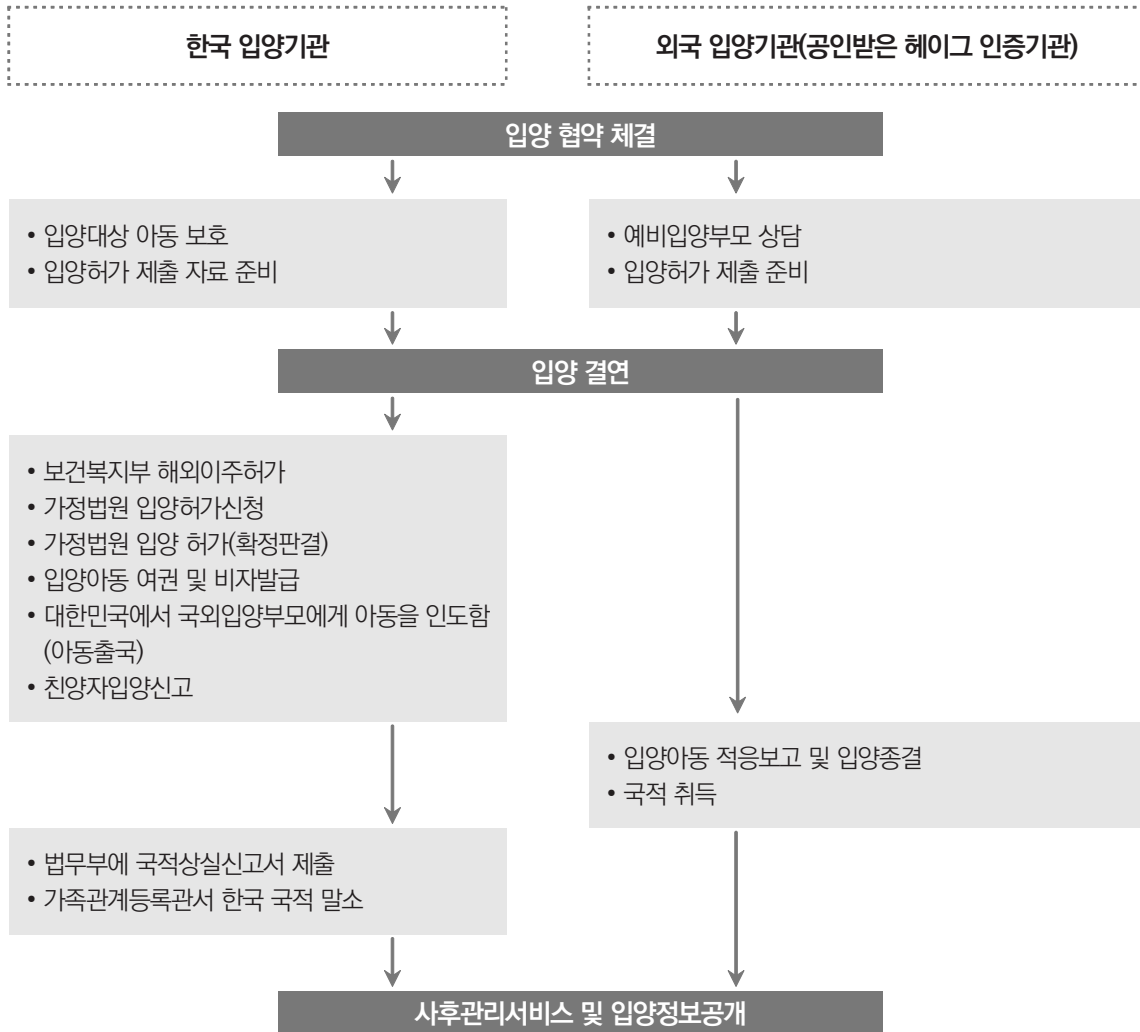 한국 입양기관
외국 입양기관(공인받은 헤이그 인증기관)
입양 협약 체결
• 입양대상 아동 보호
• 입양허가 제출 자료 준비
• 예비입양부모 상담
• 입양허가 제출 준비
입양 결연
• 보건복지부 해외이주허가
• 가정법원 입양허가신청
• 가정법원 입양 허가(확정판결)
• 입양아동 여권 및 비자발급
• 대한민국에서 국외입양부모에게 아동을 인도함
(아동출국)
• 친양자입양신고
• 입양아동 적응보고 및 입양종결
• 국적 취득
• 법무부에 국적상실신고서 제출
• 가족관계등록관서 한국 국적 말소
사후관리서비스 및 입양정보공개